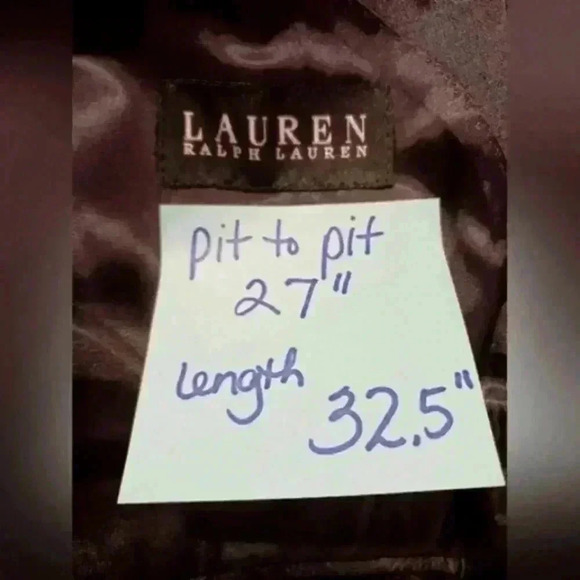 LAUREN
RALPH LAUREN
pit to pit
27"
Length
32.5"